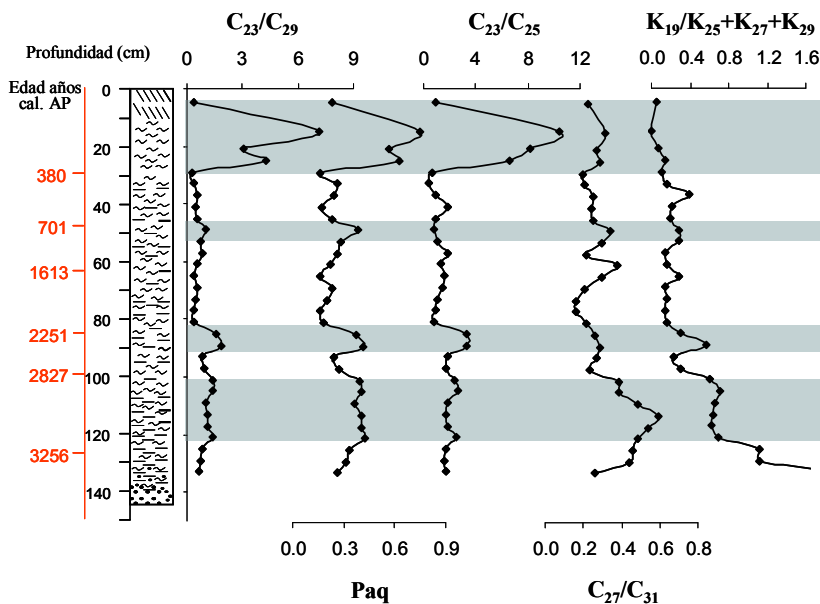 C23/C29
C23/C25
K19/K25+K27+K29
Profundidad (cm)
0 3 6 9
0 4 8 12
0.0 0.4 0.8 1.2 1.6
Edad años
cal. AP
0
20
380
40
701
60
1613
80
2251
2827
100
120
3256
140
0.0 0.3 0.6 0.9
0.0 0.2 0.4 0.6 0.8
Paq
C27/C31